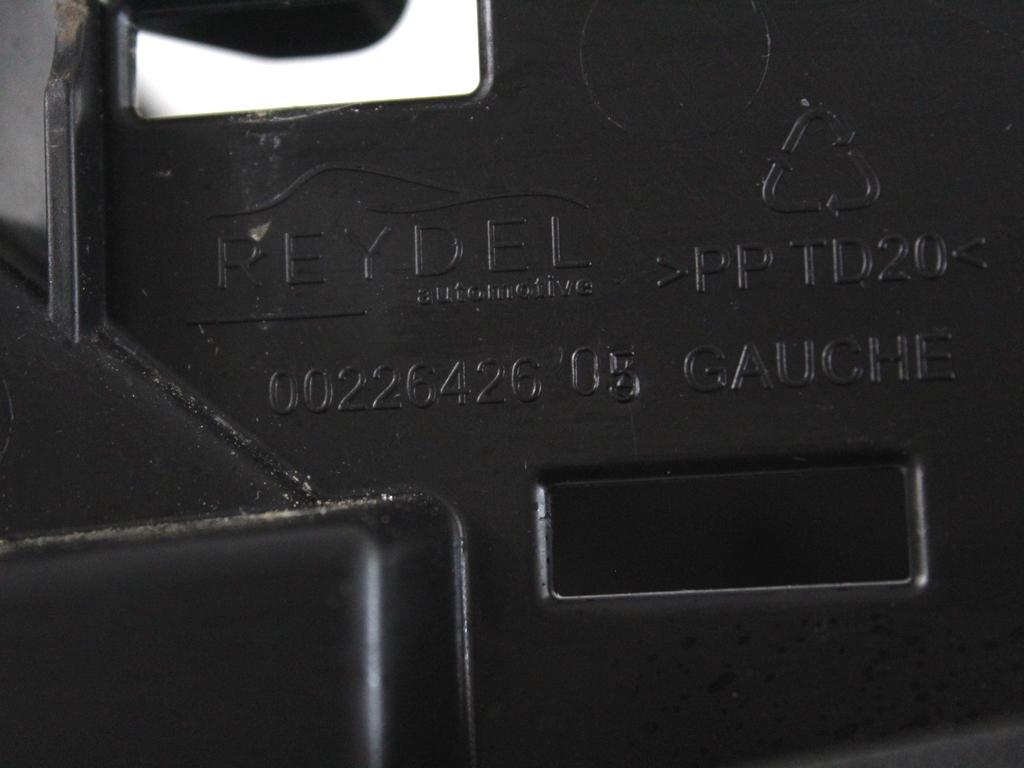 REYDEL
automotive
>PP TD20<
00226426 05 GAUCHE